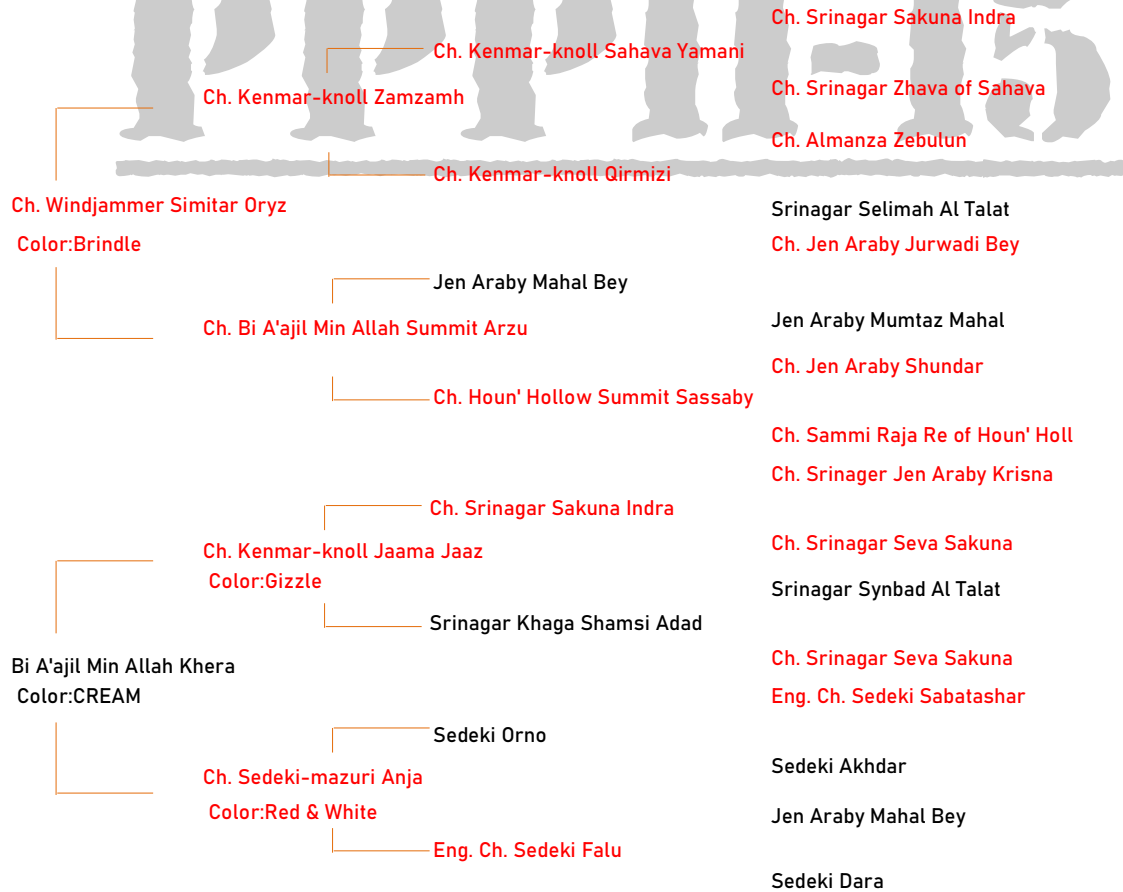 Ch. Srinagar Sakuna Indra
Ch. Kenmar-knoll Sahava Yamani
Ch. Kenmar-knoll Zamzamh
Ch. Srinagar Zhava of Sahava
Ch. Almanza Zebulun
Ch. Kenmar-knoll Qirmizi
Ch. Windjammer Simitar Oryz
Srinagar Selimah Al Talat
Color:Brindle
Ch. Jen Araby Jurwadi Bey
Jen Araby Mahal Bey
Ch. Bi A'ajil Min Allah Summit Arzu
Jen Araby Mumtaz Mahal
Ch. Jen Araby Shundar
Ch. Houn' Hollow Summit Sassaby
Ch. Sammi Raja Re of Houn' Holl
Ch. Srinager Jen Araby Krisna
Ch. Srinagar Sakuna Indra
Ch. Kenmar-knoll Jaama Jaaz
Ch. Srinagar Seva Sakuna
Color:Gizzle
Srinagar Synbad Al Talat
Srinagar Khaga Shamsi Adad
Bi A'ajil Min Allah Khera
Ch. Srinagar Seva Sakuna
Color:CREAM
Eng. Ch. Sedeki Sabatashar
Sedeki Orno
Ch. Sedeki-mazuri Anja
Sedeki Akhdar
Color:Red & White
Jen Araby Mahal Bey
Eng. Ch. Sedeki Falu
Sedeki Dara